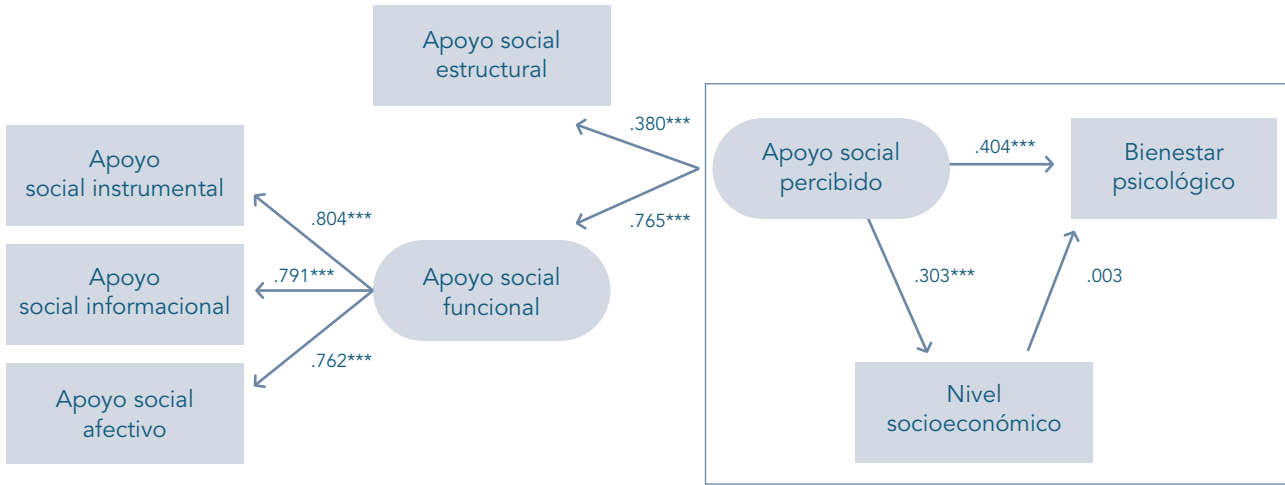 Apoyo social
estructural
.380***
Apoyo social
percibido
.404***
Bienestar
psicológico
Apoyo
social instrumental
.804***
.765***
Apoyo
social informacional
.791***
Apoyo social
funcional
.303***
.003
.762***
Apoyo social
afectivo
Nivel
socioeconómico